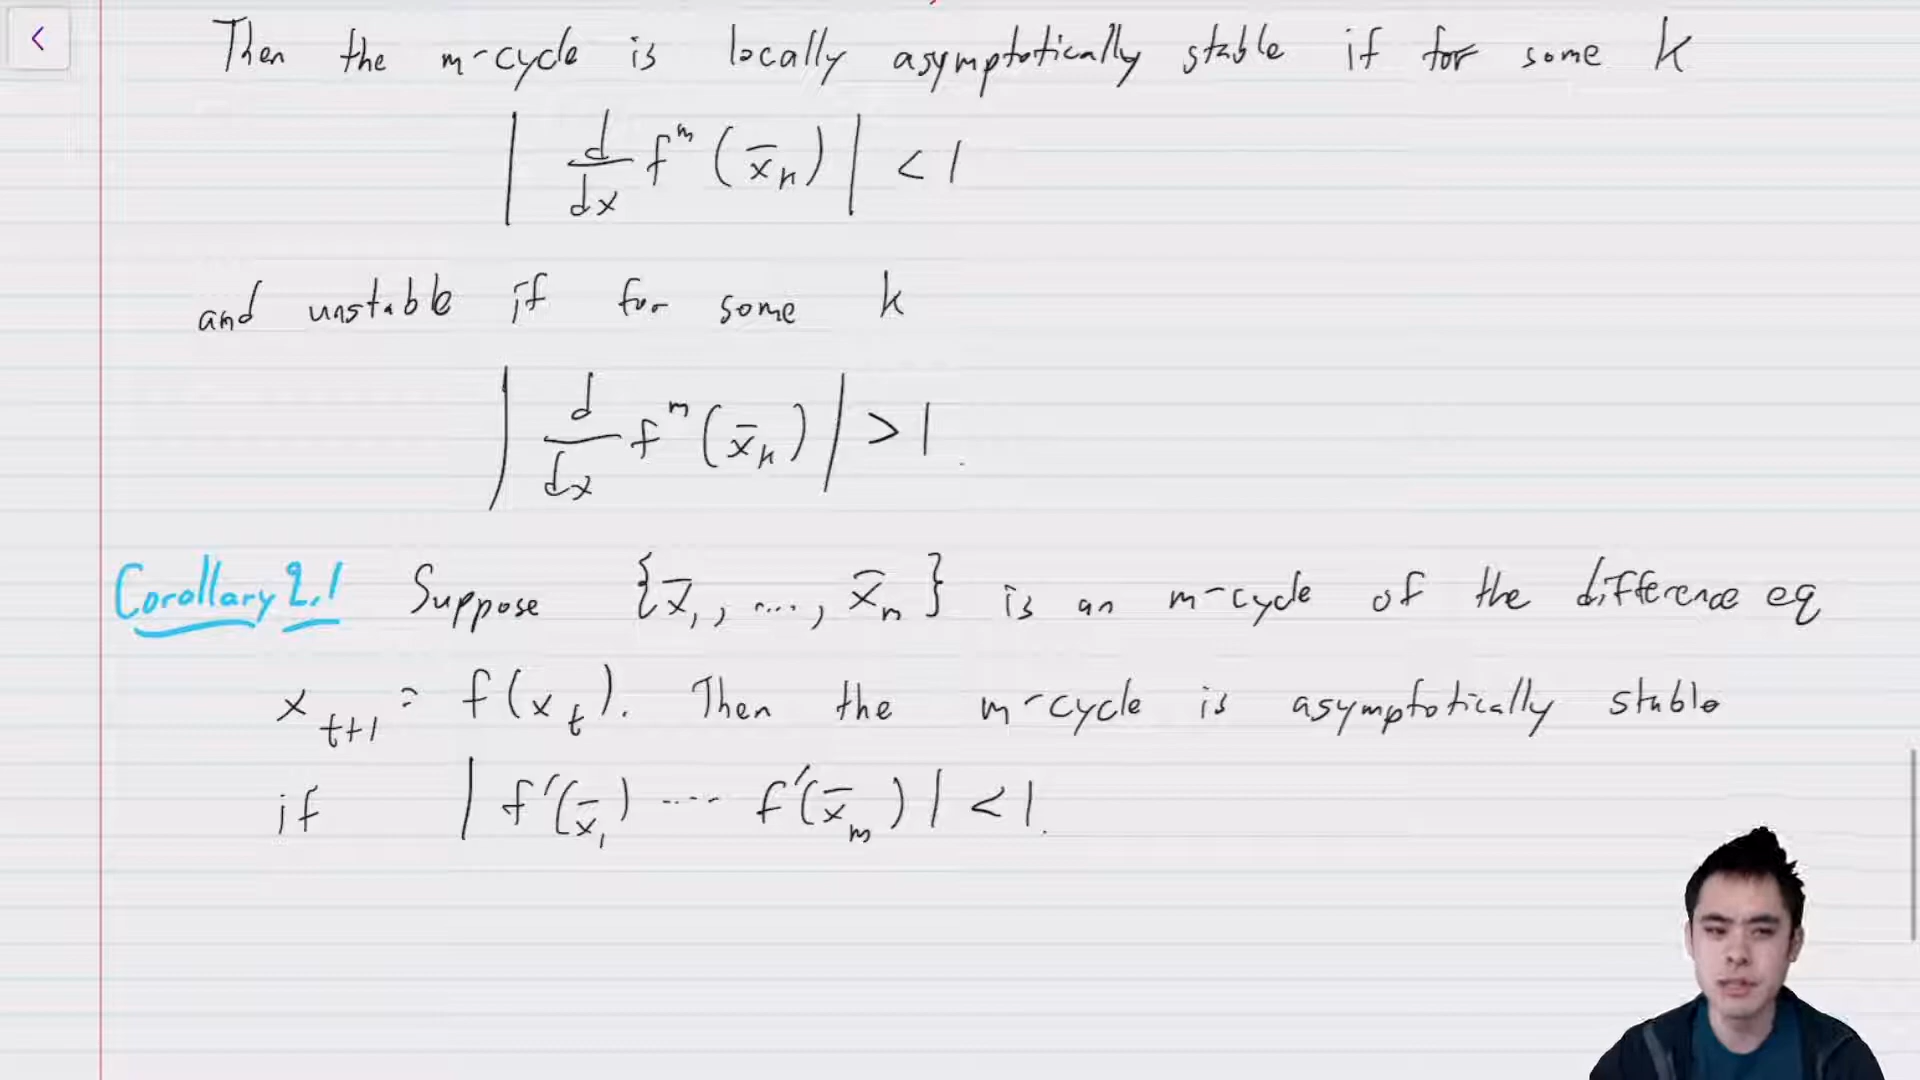 Then the m-cycle is locally asymptotically stable if for some k
| d/dx f^m (x̄_k) | < 1
and unstable if for some k
| d/dx f^m (x̄_k) | > 1.
Corollary 2.1 Suppose {x̄_1, ..., x̄_m} is an m-cycle of the difference eq
x_{t+1} = f(x_t). Then the m-cycle is asymptotically stable
if | f'(x̄_1) ... f'(x̄_m) | < 1.